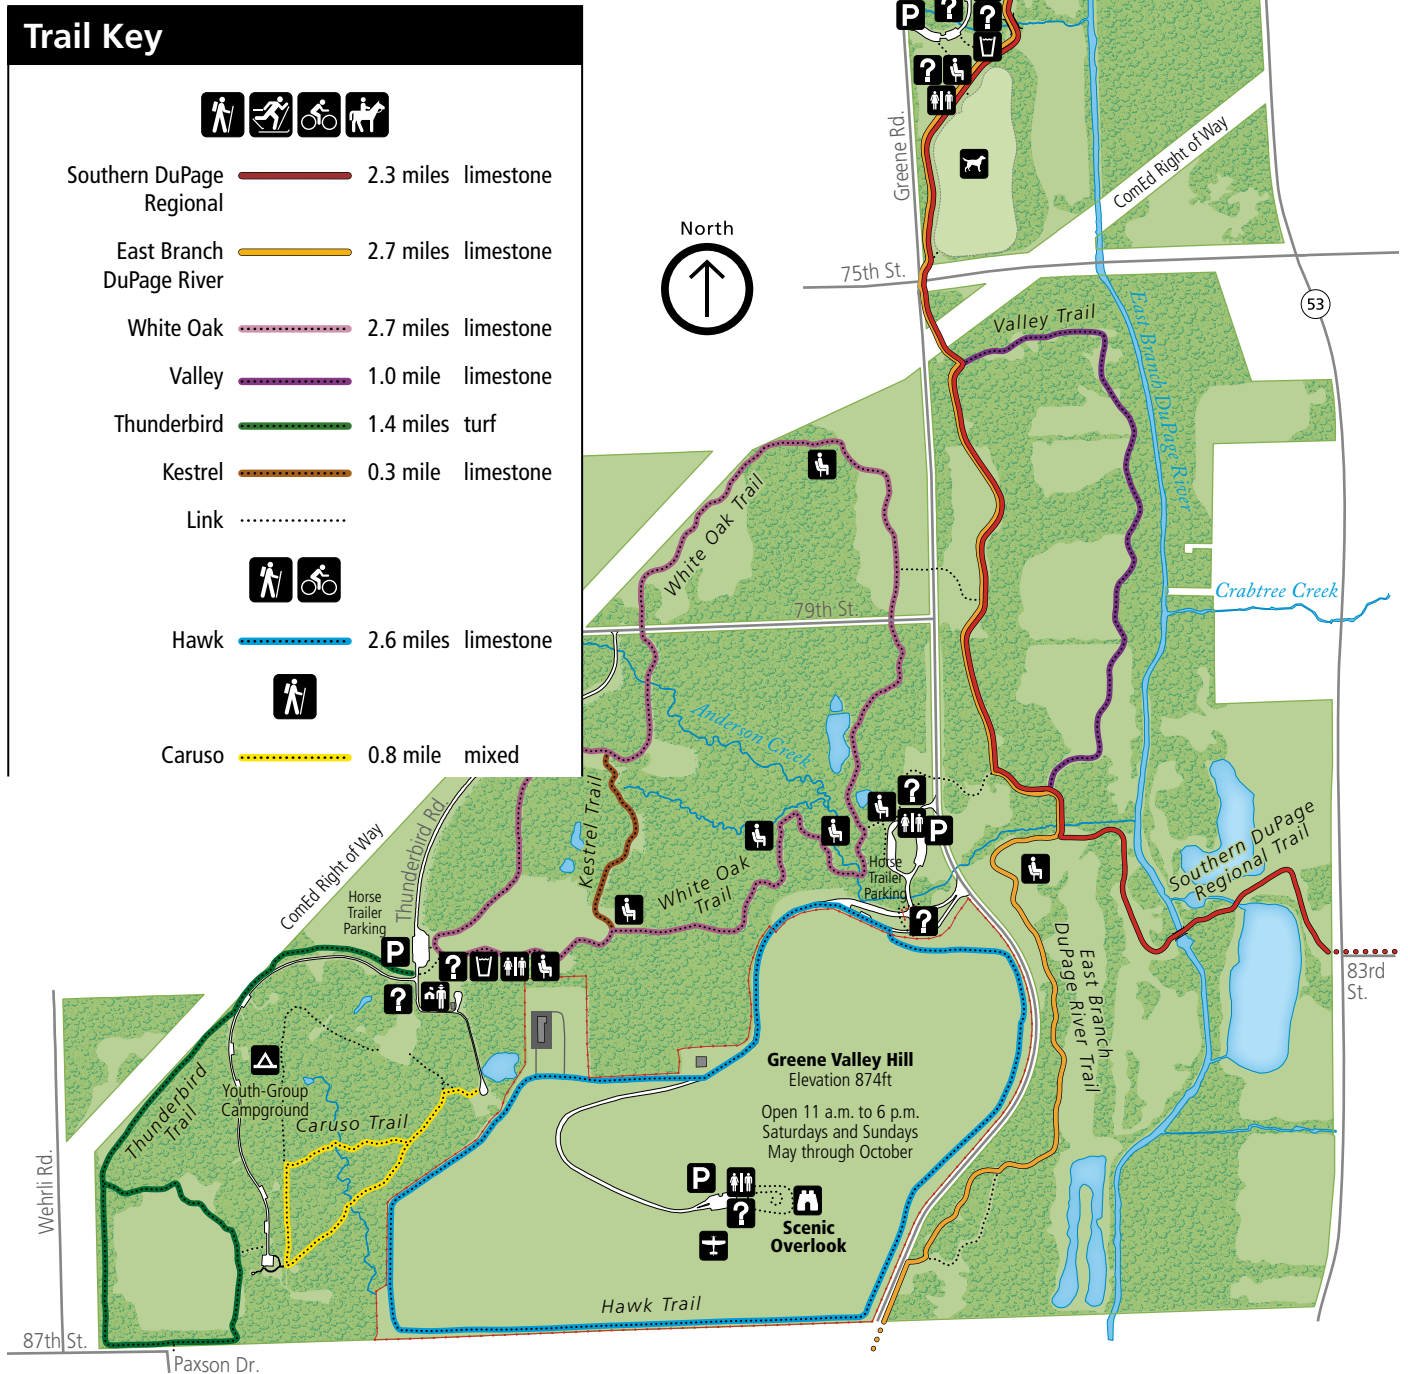 Trail Key
Southern DuPage
Regional
2.3 miles limestone
East Branch
DuPage River
2.7 miles limestone
White Oak 2.7 miles limestone
Valley 1.0 mile limestone
Thunderbird 1.4 miles turf
Kestrel 0.3 mile limestone
Link
Hawk 2.6 miles limestone
Caruso 0.8 mile mixed
North
P
?
?
?
Greene Rd.
ComEd Right of Way
75th St.
53
Valley Trail
East Branch DuPage River
White Oak Trail
79th St.
Crabtree Creek
Anderson Creek
Kestrel Trail
?
P
Horse
Trailer
Parking
White Oak
Trail
?
Southern DuPage
Regional Trail
83rd
St.
East Branch
DuPage River Trail
ComEd Right of Way
Thunderbird Rd.
Horse
Trailer
Parking
P
?
?
Youth-Group
Campground
Thunderbird
Trail
Caruso Trail
Greene Valley Hill
Elevation 874ft
Open 11 a.m. to 6 p.m.
Saturdays and Sundays
May through October
P
?
Scenic
Overlook
Hawk Trail
Wehrli Rd.
87th St.
Paxson Dr.